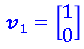 v₁ = [1
0]